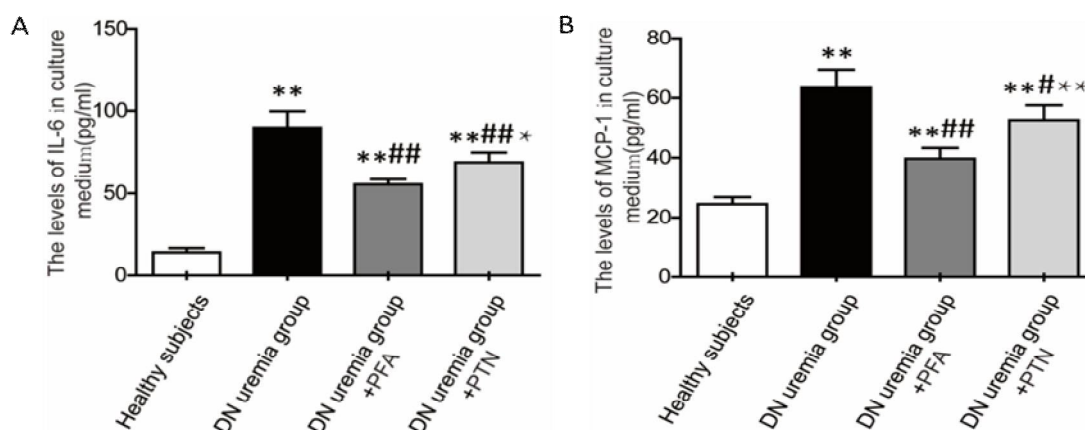 A
The levels of IL-6 in culture
medium(pg/ml)
150
100
50
0
**
**##
**##*
Healthy subjects
DN uremia group
DN uremia group
+PFA
DN uremia group
+PTN
B
The levels of MCP-1 in culture
medium(pg/ml)
80
60
40
20
0
**
**##
**#**
Healthy subjects
DN uremia group
DN uremia group
+PFA
DN uremia group
+PTN